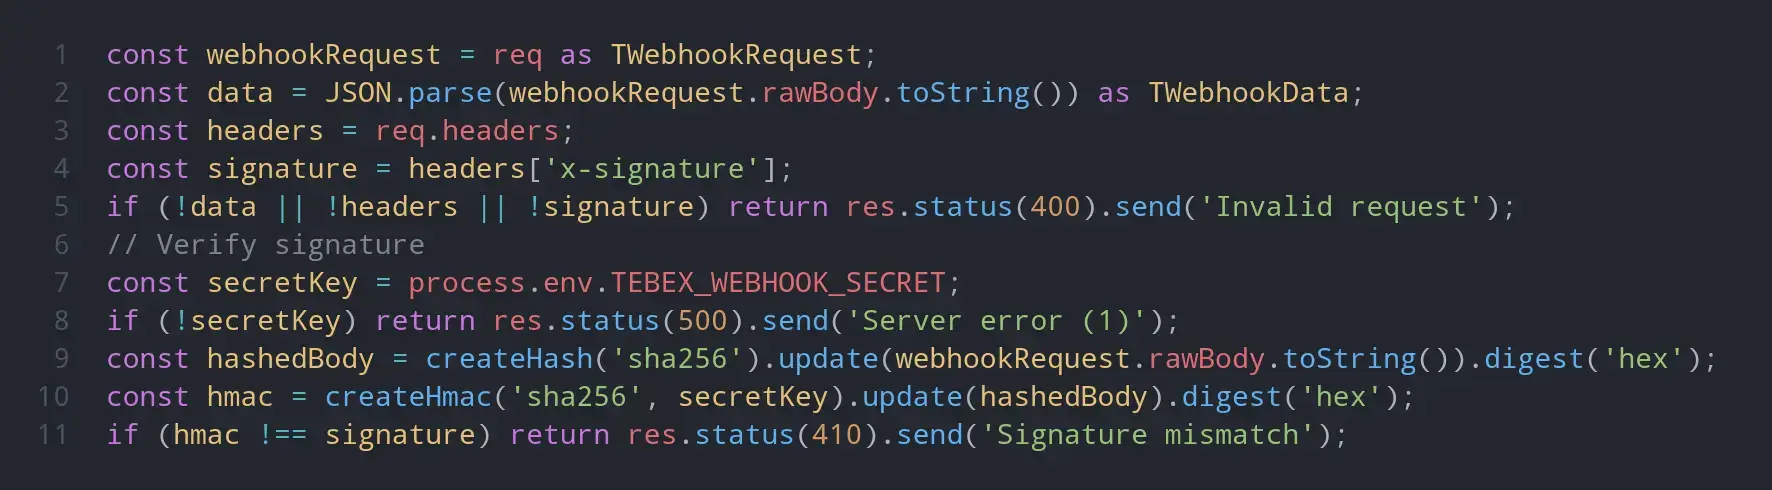 1 const webhookRequest = req as TWebhookRequest;
2 const data = JSON.parse(webhookRequest.rawBody.toString()) as TWebhookData;
3 const headers = req.headers;
4 const signature = headers['x-signature'];
5 if (!data || !headers || !signature) return res.status(400).send('Invalid request');
6 // Verify signature
7 const secretKey = process.env.TEBEX_WEBHOOK_SECRET;
8 if (!secretKey) return res.status(500).send('Server error (1)');
9 const hashedBody = createHash('sha256').update(webhookRequest.rawBody.toString()).digest('hex');
10 const hmac = createHmac('sha256', secretKey).update(hashedBody).digest('hex');
11 if (hmac !== signature) return res.status(410).send('Signature mismatch');